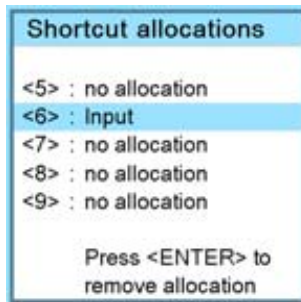 Shortcut allocations
<5> : no allocation
<6> : Input
<7> : no allocation
<8> : no allocation
<9> : no allocation
Press <ENTER> to
remove allocation